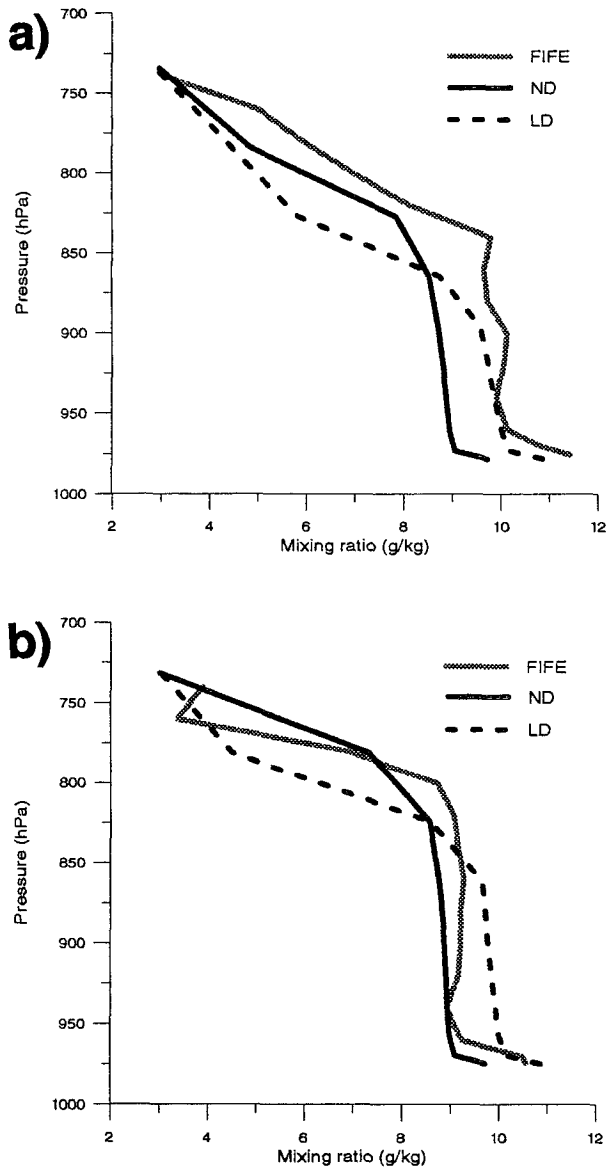 a)
700
750
800
850
900
950
1000
Pressure (hPa)
FIFE
ND
LD
2 4 6 8 10 12
Mixing ratio (g/kg)
b)
700
750
800
850
900
950
1000
Pressure (hPa)
FIFE
ND
LD
2 4 6 8 10 12
Mixing ratio (g/kg)